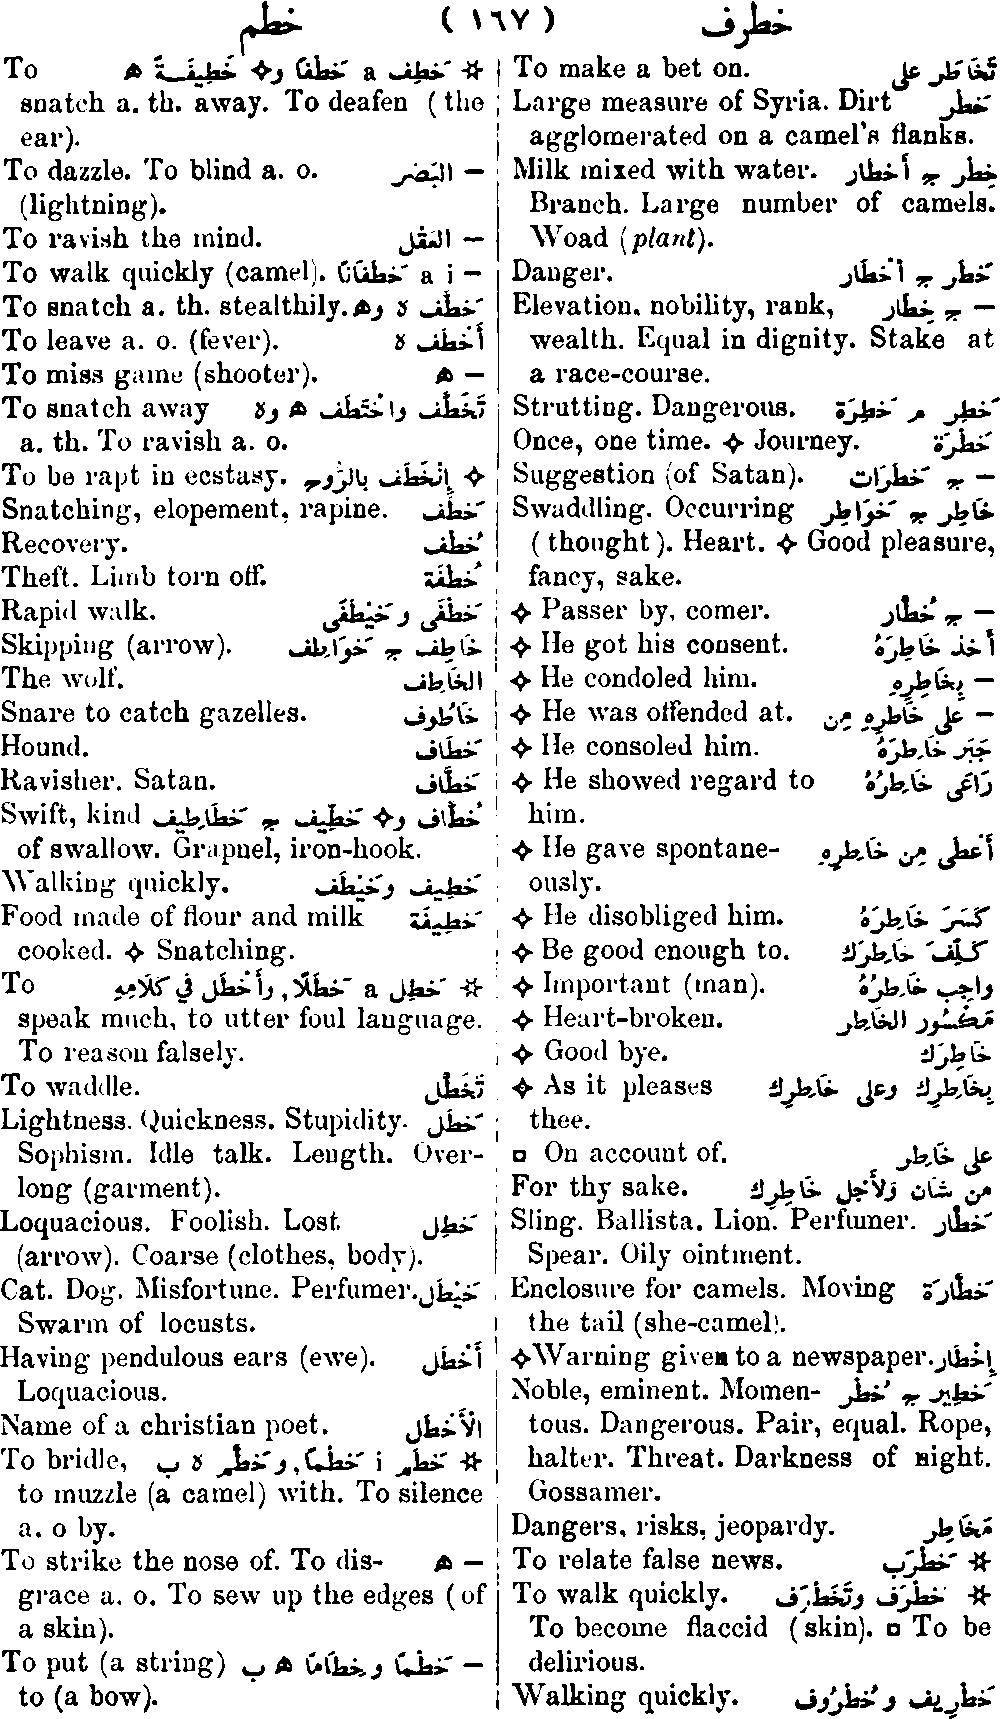 خطرف ( ١٦٧ ) خطم
تَخَاطَر على To make a bet on.
خَطْر Large measure of Syria. Dirt
agglomerated on a camel's flanks.
خِطْر ج أَخْطَار Milk mixed with water.
Branch. Large number of camels.
Woad (plant).
خَطَر ج أَخْطَار Danger.
— ج خِطَار Elevation, nobility, rank,
wealth. Equal in dignity. Stake at
a race-course.
خَطِر م خَطِرَة Strutting. Dangerous.
خَطْرَة Once, one time. ✧ Journey.
— ج خَطَرَات Suggestion (of Satan).
خَاطِر ج خَوَاطِر Swaddling. Occurring
(thought). Heart. ✧ Good pleasure,
fancy, sake.
— ج خُطَّار ✧ Passer by, comer.
أَخذ خَاطِرَهُ ✧ He got his consent.
— بِخَاطِرِهِ ✧ He condoled him.
— على خَاطِرِهِ مِن ✧ He was offended at.
جَبَر خَاطِرَهُ ✧ He consoled him.
رَاعَى خَاطِرَهُ ✧ He showed regard to
him.
أَعْطى مِن خَاطِرِهِ ✧ He gave spontane-
ously.
كَسَرَ خَاطِرَهُ ✧ He disobliged him.
كَلِّفْ خَاطِرَك ✧ Be good enough to.
واجِب خَاطِرُهُ ✧ Important (man).
مَكْسُور الخَاطِر ✧ Heart-broken.
خَاطِرَك ✧ Good bye.
بِخَاطِرِك وعلى خَاطِرِك ✧ As it pleases
thee.
على خَاطِر □ On account of.
من شَان وَلأَجْل خَاطِرِك For thy sake.
خَطَّار Sling. Ballista. Lion. Perfumer.
Spear. Oily ointment.
خَطَّارَة Enclosure for camels. Moving
the tail (she-camel).
إِخْطَار ✧ Warning given to a newspaper.
خَطِير ج خُطُر Noble, eminent. Momen-
tous. Dangerous. Pair, equal. Rope,
halter. Threat. Darkness of night.
Gossamer.
مَخَاطِر Dangers, risks, jeopardy.
✲ خَطْرَب To relate false news.
✲ خَطْرَف وتَخَطْرَف To walk quickly.
To become flaccid (skin). □ To be
delirious.
خَطْرِيف وخُطْرُوف Walking quickly.
✲ خَطِف a خَطْفًا و✧ خَطِيفَةً ه To
snatch a. th. away. To deafen (the
ear).
— البَصَر To dazzle. To blind a. o.
(lightning).
— العَقْل To ravish the mind.
— a i خَطَفَانًا To walk quickly (camel).
خَطَّف ه وه To snatch a. th. stealthily.
أَخْطَف ه To leave a. o. (fever).
— ه To miss game (shooter).
تَخَطَّف واخْتَطَف ه وه To snatch away
a. th. To ravish a. o.
✧ إِنْخَطَف بالرُّوح To be rapt in ecstasy.
خَطْف Snatching, elopement, rapine.
خُطْف Recovery.
خُطْفَة Theft. Limb torn off.
خَطْفَى وخَيْطَفَى Rapid walk.
خَاطِف ج خَوَاطِف Skipping (arrow).
الخَاطِف The wolf.
خَاطُوف Snare to catch gazelles.
خَطَاف Hound.
خَطَّاف Ravisher. Satan.
خُطَّاف و✧ خَطِّيف ج خَطَاطِيف Swift, kind
of swallow. Grapnel, iron-hook.
خَطِيف وخَيْطَف Walking quickly.
خَطِيفَة Food made of flour and milk
cooked. ✧ Snatching.
✲ خَطِل a خَطَلًا, وأَخْطَل في كَلَامِهِ To
speak much, to utter foul language.
To reason falsely.
تَخَطَّل To waddle.
خَطَل Lightness. Quickness. Stupidity.
Sophism. Idle talk. Length. Over-
long (garment).
خَطِل Loquacious. Foolish. Lost
(arrow). Coarse (clothes, body).
خَيْطَل Cat. Dog. Misfortune. Perfumer.
Swarm of locusts.
أَخْطَل Having pendulous ears (ewe).
Loquacious.
الأَخْطَل Name of a christian poet.
✲ خَطَم i خَطْمًا, وخَطَّم ه ب To bridle,
to muzzle (a camel) with. To silence
a. o by.
— ه To strike the nose of. To dis-
grace a. o. To sew up the edges (of
a skin).
— خَطْمًا وخِطَامًا ه ب To put (a string)
to (a bow).